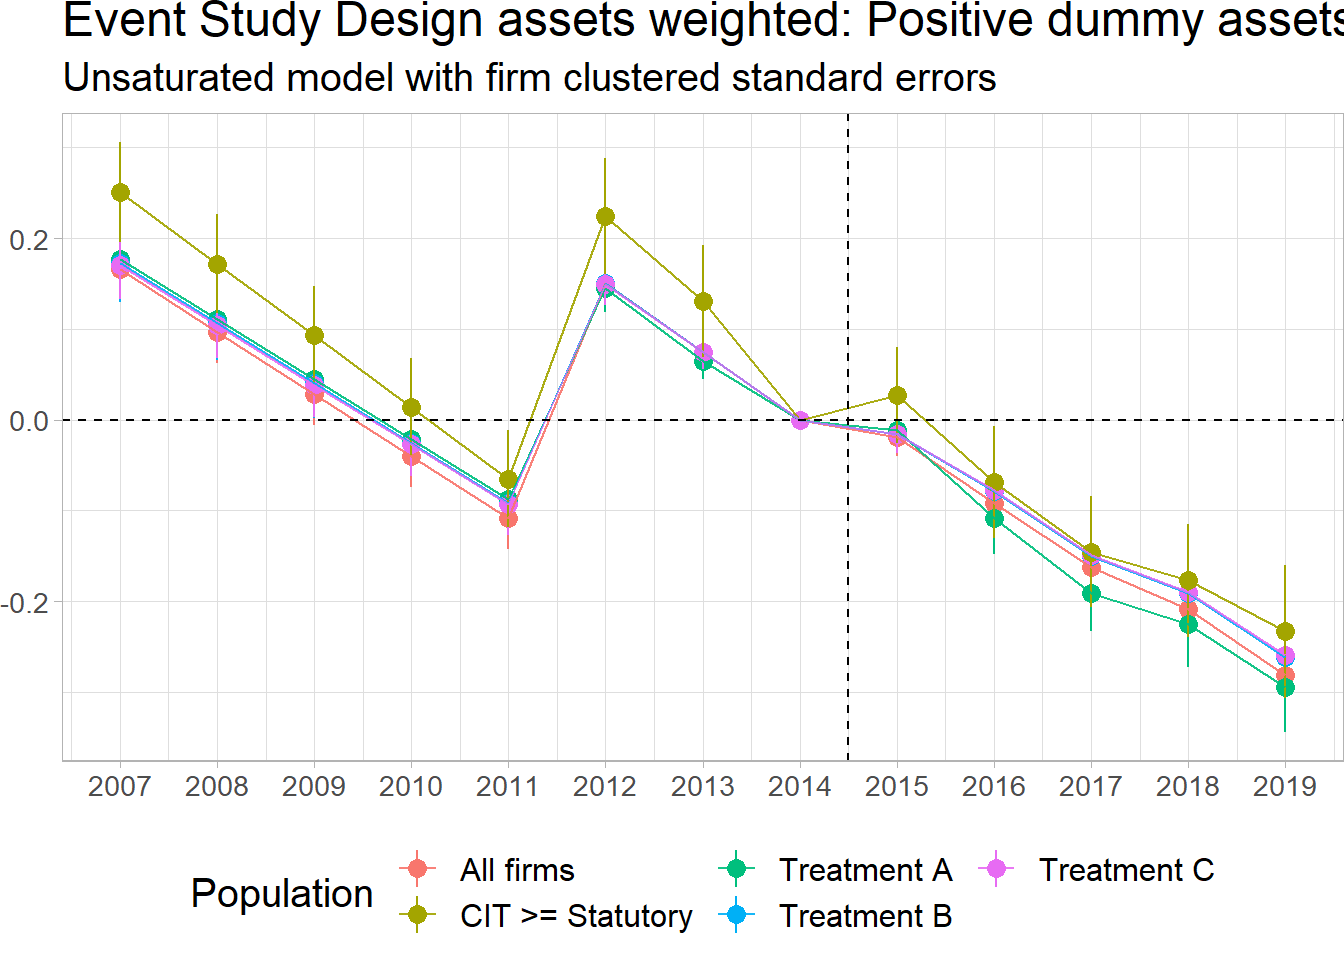 Event Study Design assets weighted: Positive dummy assets
Unsaturated model with firm clustered standard errors
0.2
0.0
-0.2
2007 2008 2009 2010 2011 2012 2013 2014 2015 2016 2017 2018 2019
Population
All firms
CIT >= Statutory
Treatment A
Treatment B
Treatment C